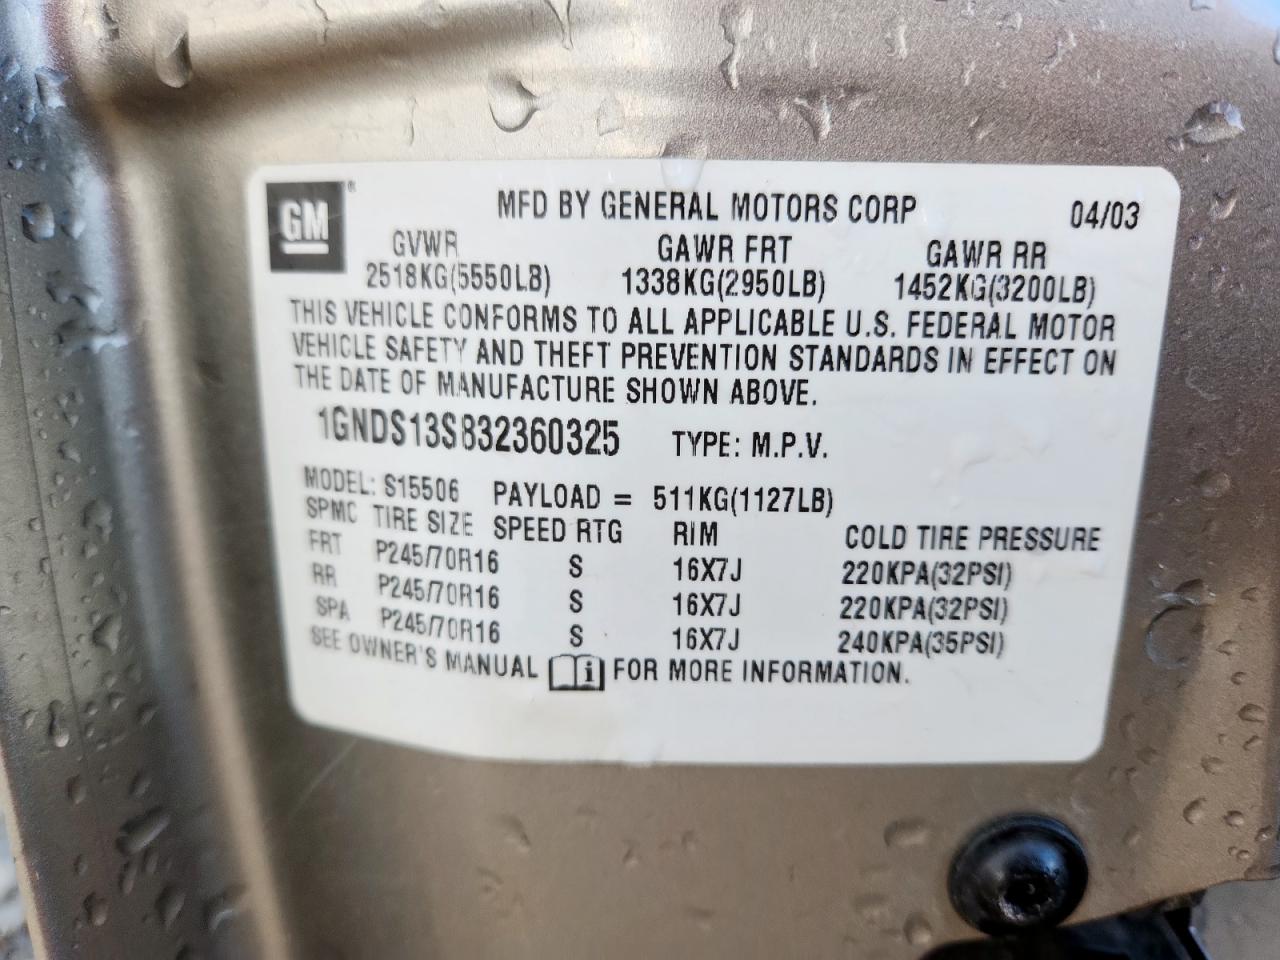 GM® MFD BY GENERAL MOTORS CORP 04/03
GVWR GAWR FRT GAWR RR
2518KG(5550LB) 1338KG(2950LB) 1452KG(3200LB)
THIS VEHICLE CONFORMS TO ALL APPLICABLE U.S. FEDERAL MOTOR
VEHICLE SAFETY AND THEFT PREVENTION STANDARDS IN EFFECT ON
THE DATE OF MANUFACTURE SHOWN ABOVE.
1GNDS13S832360325 TYPE: M.P.V.
MODEL: S15506 PAYLOAD = 511KG(1127LB)
SPMC TIRE SIZE SPEED RTG RIM COLD TIRE PRESSURE
FRT P245/70R16 S 16X7J 220KPA(32PSI)
RR P245/70R16 S 16X7J 220KPA(32PSI)
SPA P245/70R16 S 16X7J 240KPA(35PSI)
SEE OWNER'S MANUAL i FOR MORE INFORMATION.